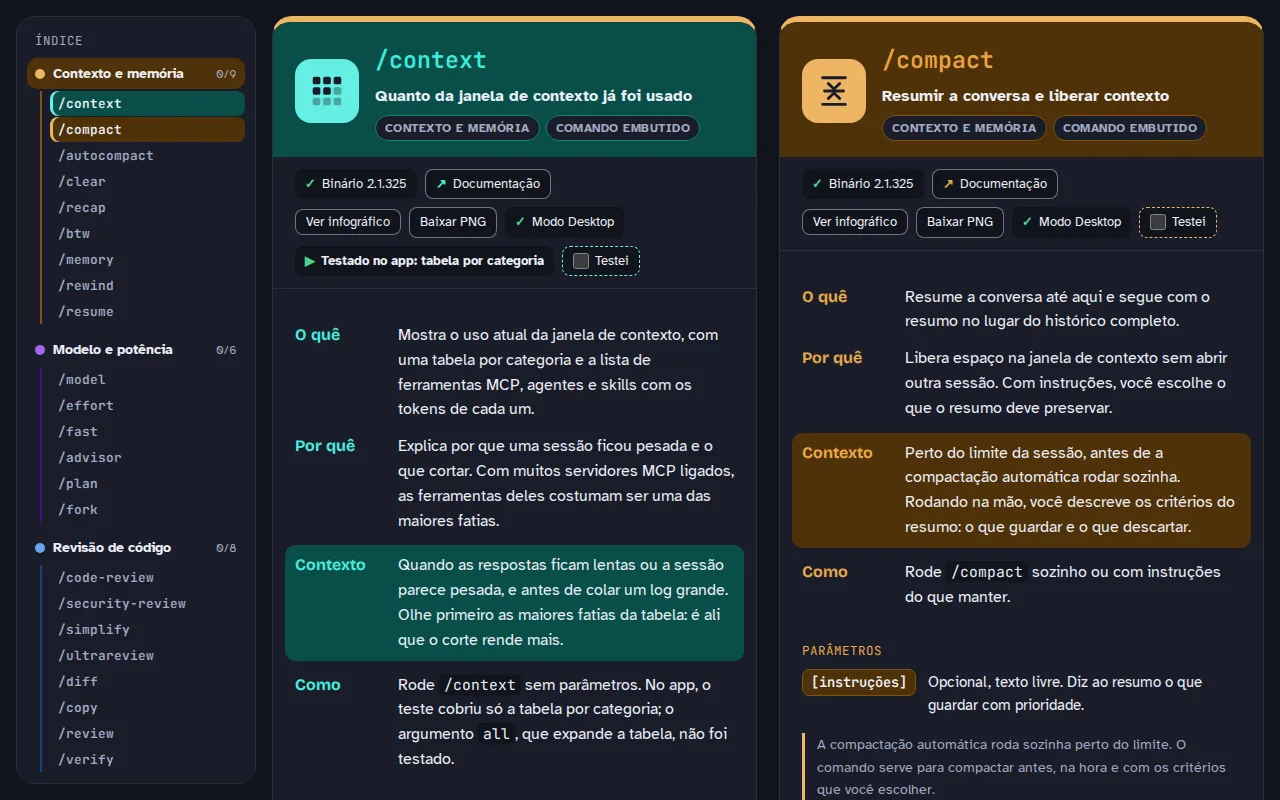 ÍNDICE
Contexto e memória 0/9
/context
/compact
/autocompact
/clear
/recap
/btw
/memory
/rewind
/resume
Modelo e potência 0/6
/model
/effort
/fast
/advisor
/plan
/fork
Revisão de código 0/8
/code-review
/security-review
/simplify
/ultrareview
/diff
/copy
/review
/verify
/context
Quanto da janela de contexto já foi usado
CONTEXTO E MEMÓRIA COMANDO EMBUTIDO
✓ Binário 2.1.325 ↗ Documentação
Ver infográfico Baixar PNG ✓ Modo Desktop
▶ Testado no app: tabela por categoria Testei
O quê Mostra o uso atual da janela de contexto, com
uma tabela por categoria e a lista de
ferramentas MCP, agentes e skills com os
tokens de cada um.
Por quê Explica por que uma sessão ficou pesada e o
que cortar. Com muitos servidores MCP ligados,
as ferramentas deles costumam ser uma das
maiores fatias.
Contexto Quando as respostas ficam lentas ou a sessão
parece pesada, e antes de colar um log grande.
Olhe primeiro as maiores fatias da tabela: é ali
que o corte rende mais.
Como Rode /context sem parâmetros. No app, o
teste cobriu só a tabela por categoria; o
argumento all, que expande a tabela, não foi
testado.
/compact
Resumir a conversa e liberar contexto
CONTEXTO E MEMÓRIA COMANDO EMBUTIDO
✓ Binário 2.1.325 ↗ Documentação
Ver infográfico Baixar PNG ✓ Modo Desktop Testei
O quê Resume a conversa até aqui e segue com o
resumo no lugar do histórico completo.
Por quê Libera espaço na janela de contexto sem abrir
outra sessão. Com instruções, você escolhe o
que o resumo deve preservar.
Contexto Perto do limite da sessão, antes de a
compactação automática rodar sozinha.
Rodando na mão, você descreve os critérios do
resumo: o que guardar e o que descartar.
Como Rode /compact sozinho ou com instruções
do que manter.
PARÂMETROS
[instruções] Opcional, texto livre. Diz ao resumo o que
guardar com prioridade.
A compactação automática roda sozinha perto do limite. O
comando serve para compactar antes, na hora e com os critérios
que você escolher.